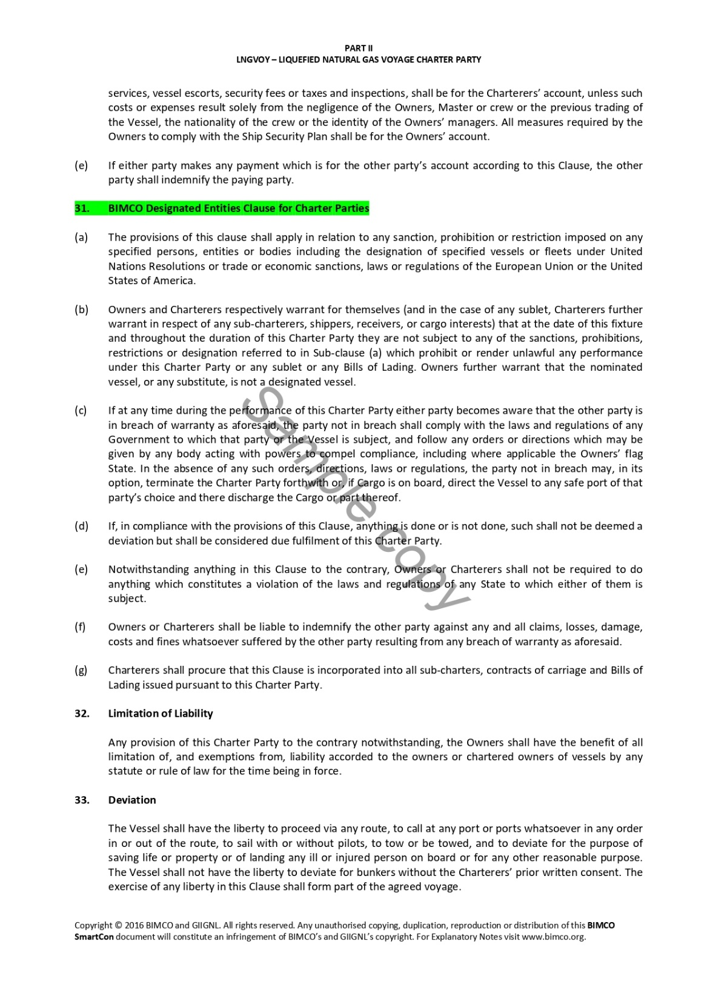 PART II
LNGVOY – LIQUEFIED NATURAL GAS VOYAGE CHARTER PARTY
services, vessel escorts, security fees or taxes and inspections, shall be for the Charterers’ account, unless such
costs or expenses result solely from the negligence of the Owners, Master or crew or the previous trading of
the Vessel, the nationality of the crew or the identity of the Owners’ managers. All measures required by the
Owners to comply with the Ship Security Plan shall be for the Owners’ account.
(e) If either party makes any payment which is for the other party’s account according to this Clause, the other
party shall indemnify the paying party.
31. BIMCO Designated Entities Clause for Charter Parties
(a) The provisions of this clause shall apply in relation to any sanction, prohibition or restriction imposed on any
specified persons, entities or bodies including the designation of specified vessels or fleets under United
Nations Resolutions or trade or economic sanctions, laws or regulations of the European Union or the United
States of America.
(b) Owners and Charterers respectively warrant for themselves (and in the case of any sublet, Charterers further
warrant in respect of any sub-charterers, shippers, receivers, or cargo interests) that at the date of this fixture
and throughout the duration of this Charter Party they are not subject to any of the sanctions, prohibitions,
restrictions or designation referred to in Sub-clause (a) which prohibit or render unlawful any performance
under this Charter Party or any sublet or any Bills of Lading. Owners further warrant that the nominated
vessel, or any substitute, is not a designated vessel.
(c) If at any time during the performance of this Charter Party either party becomes aware that the other party is
in breach of warranty as aforesaid, the party not in breach shall comply with the laws and regulations of any
Government to which that party or the Vessel is subject, and follow any orders or directions which may be
given by any body acting with powers to compel compliance, including where applicable the Owners’ flag
State. In the absence of any such orders, directions, laws or regulations, the party not in breach may, in its
option, terminate the Charter Party forthwith or, if Cargo is on board, direct the Vessel to any safe port of that
party’s choice and there discharge the Cargo or part thereof.
(d) If, in compliance with the provisions of this Clause, anything is done or is not done, such shall not be deemed a
deviation but shall be considered due fulfilment of this Charter Party.
(e) Notwithstanding anything in this Clause to the contrary, Owners or Charterers shall not be required to do
anything which constitutes a violation of the laws and regulations of any State to which either of them is
subject.
(f) Owners or Charterers shall be liable to indemnify the other party against any and all claims, losses, damage,
costs and fines whatsoever suffered by the other party resulting from any breach of warranty as aforesaid.
(g) Charterers shall procure that this Clause is incorporated into all sub-charters, contracts of carriage and Bills of
Lading issued pursuant to this Charter Party.
32. Limitation of Liability
Any provision of this Charter Party to the contrary notwithstanding, the Owners shall have the benefit of all
limitation of, and exemptions from, liability accorded to the owners or chartered owners of vessels by any
statute or rule of law for the time being in force.
33. Deviation
The Vessel shall have the liberty to proceed via any route, to call at any port or ports whatsoever in any order
in or out of the route, to sail with or without pilots, to tow or be towed, and to deviate for the purpose of
saving life or property or of landing any ill or injured person on board or for any other reasonable purpose.
The Vessel shall not have the liberty to deviate for bunkers without the Charterers’ prior written consent. The
exercise of any liberty in this Clause shall form part of the agreed voyage.
Copyright © 2016 BIMCO and GIIGNL. All rights reserved. Any unauthorised copying, duplication, reproduction or distribution of this BIMCO
SmartCon document will constitute an infringement of BIMCO’s and GIIGNL’s copyright. For Explanatory Notes visit www.bimco.org.
Sample copy